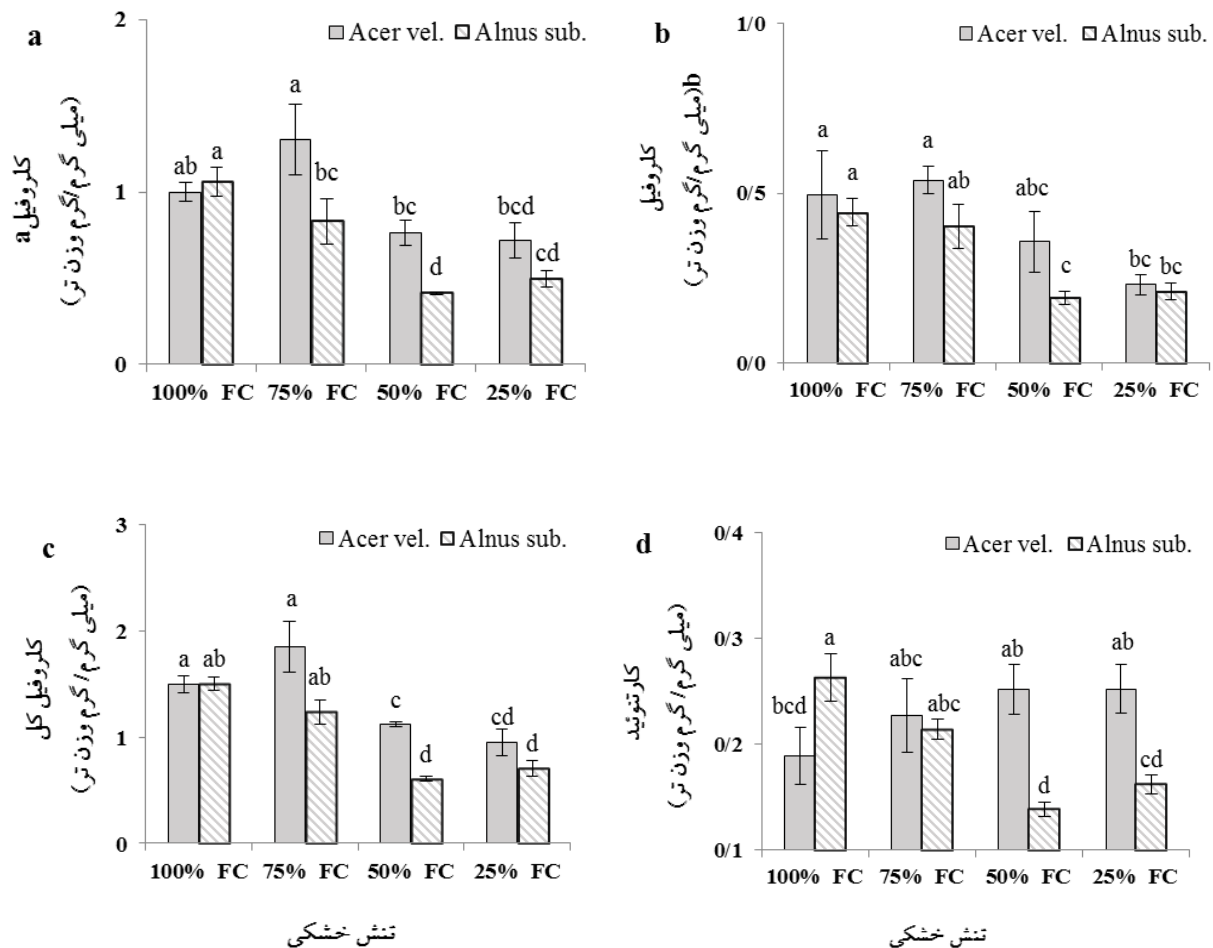 a
Acer vel. Alnus sub.
کلروفیل a
(میلی گرم/گرم وزن تر)
2
1
0
ab a
a bc
bc d
bcd cd
100% FC 75% FC 50% FC 25% FC
b
Acer vel. Alnus sub.
کلروفیل
b(میلی گرم/گرم وزن تر)
1/0
0/5
0/0
a a
a ab
abc c
bc bc
100% FC 75% FC 50% FC 25% FC
c
Acer vel. Alnus sub.
کلروفیل کل
(میلی گرم/ گرم وزن تر)
3
2
1
0
a ab
a ab
c d
cd d
100% FC 75% FC 50% FC 25% FC
تنش خشکی
d
Acer vel. Alnus sub.
کارتنوئید
(میلی گرم/ گرم وزن تر)
0/4
0/3
0/2
0/1
bcd a
abc abc
ab d
ab cd
100% FC 75% FC 50% FC 25% FC
تنش خشکی